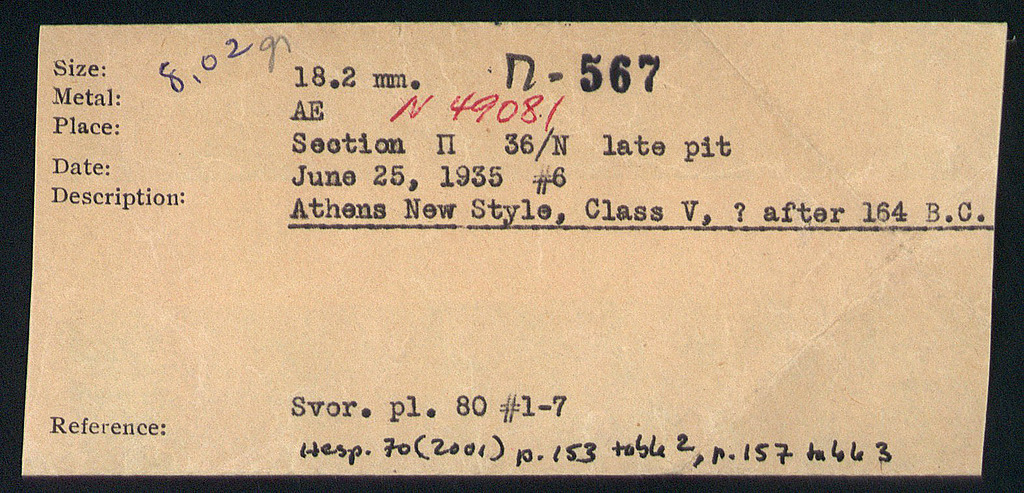 8,02 gr
Size: 18.2 mm. Π - 567
Metal: AE N 49081
Place: Section Π 36/N late pit
Date: June 25, 1935 #6
Description: Athens New Style, Class V, ? after 164 B.C.
Svor. pl. 80 #1-7
Reference: Hesp. 70 (2001) p. 153 table 2, p. 157 table 3